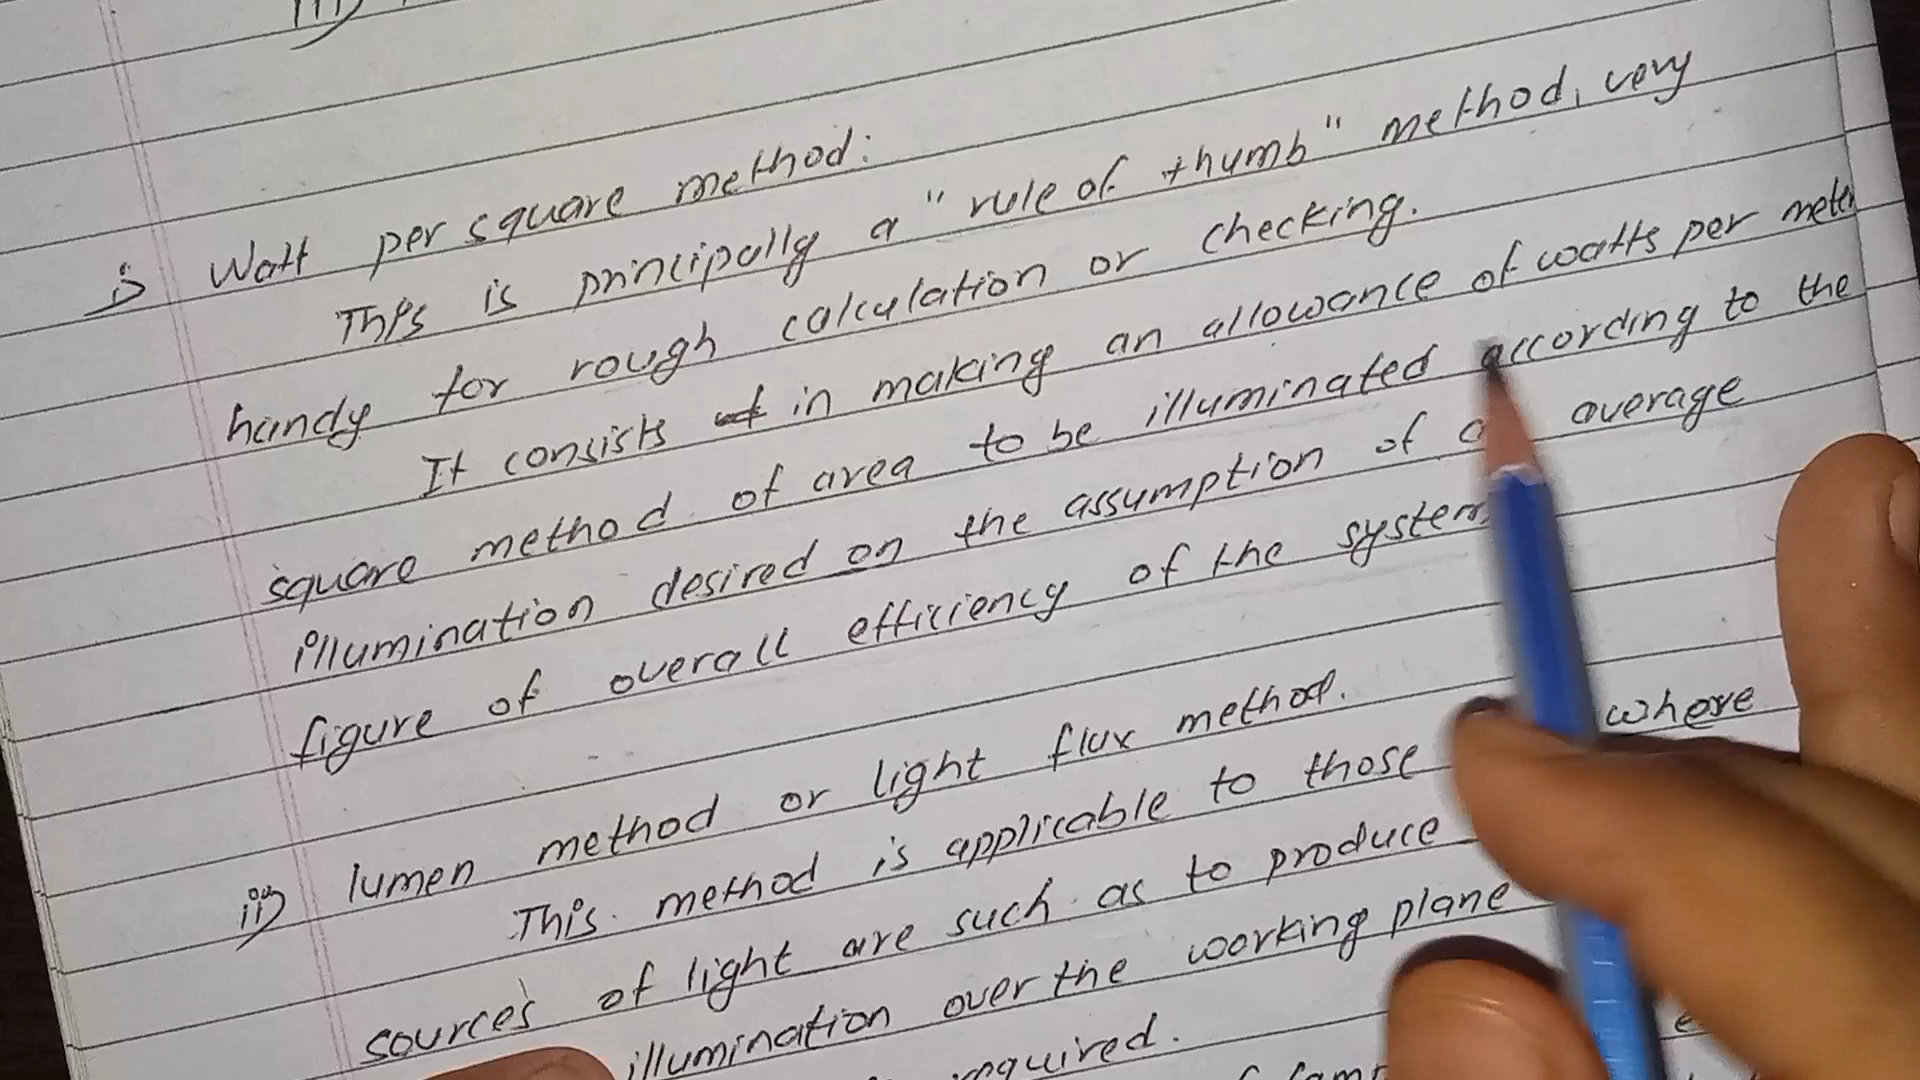 iii)
i) Watt per square method:
This is principally a "rule of thumb" method, very
handy for rough calculation or checking.
It consists in making an allowance of watts per meter
square method of area to be illuminated according to the
illumination desired on the assumption of average
figure of overall efficiency of the system
ii) lumen method or light flux method.
This method is applicable to those where
sources of light are such as to produce
illumination over the working plane